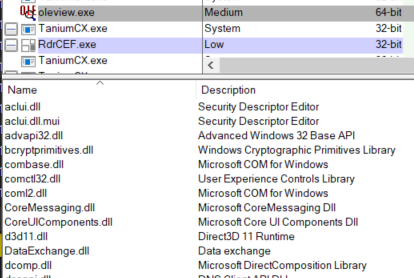 oleview.exe Medium 64-bit
TaniumCX.exe System 32-bit
RdrCEF.exe Low 32-bit
TaniumCX.exe 32-bit
Name Description
aclui.dll Security Descriptor Editor
aclui.dll.mui Security Descriptor Editor
advapi32.dll Advanced Windows 32 Base API
bcryptprimitives.dll Windows Cryptographic Primitives Library
combase.dll Microsoft COM for Windows
comctl32.dll User Experience Controls Library
coml2.dll Microsoft COM for Windows
CoreMessaging.dll Microsoft CoreMessaging Dll
CoreUIComponents.dll Microsoft Core UI Components Dll
d3d11.dll Direct3D 11 Runtime
DataExchange.dll Data exchange
dcomp.dll Microsoft DirectComposition Library